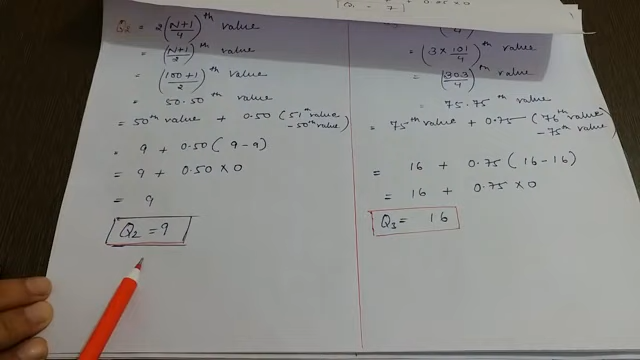 = 2 (N+1/4)th value
= (N+1/2)th value
= (100+1/2)th value
= 50.50th value
= 50th value + 0.50 (51th value - 50th value)
= 9 + 0.50 (9-9)
= 9 + 0.50 × 0
= 9
Q2 = 9
= (3 × 101/4)th value
= (303/4)th value
= 75.75th value
= 75th value + 0.75 (76th value - 75th value)
= 16 + 0.75 (16-16)
= 16 + 0.75 × 0
Q3 = 16